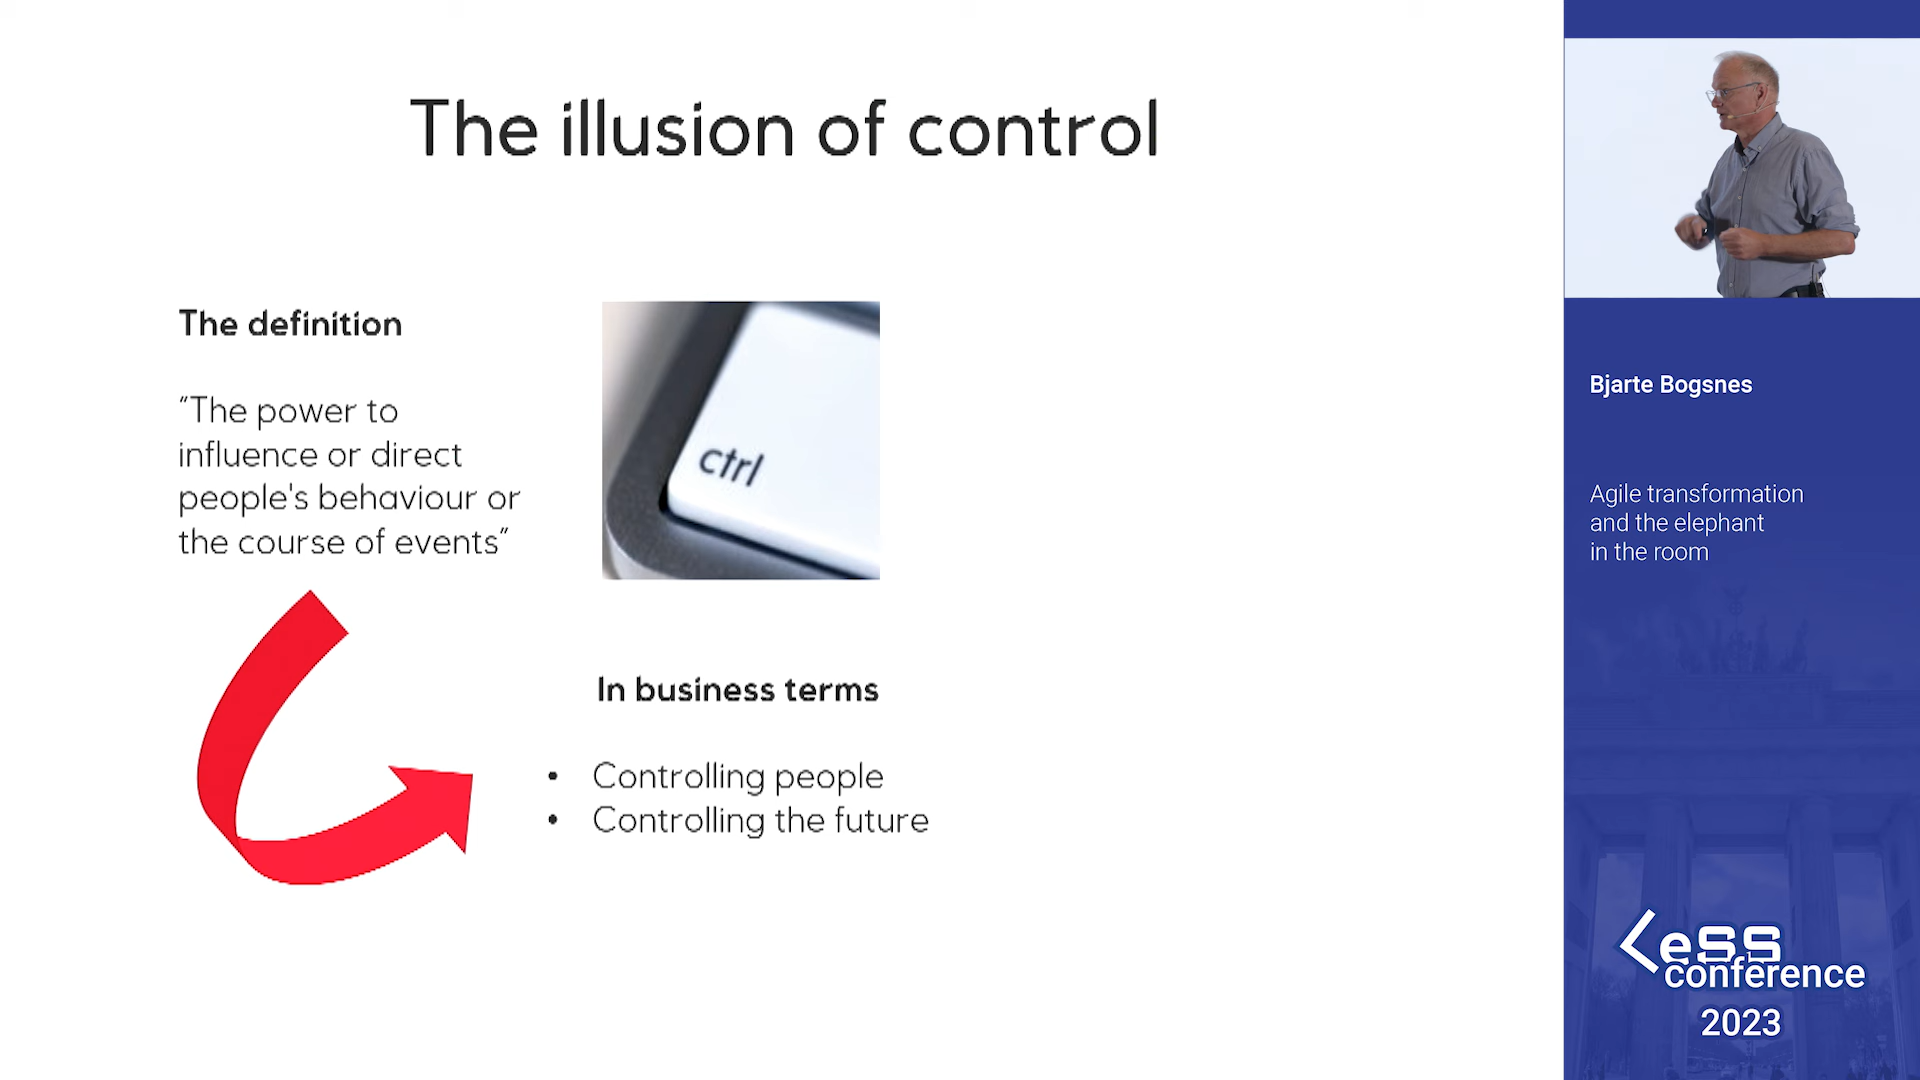 The illusion of control
The definition
“The power to
influence or direct
people's behaviour or
the course of events”
ctrl
In business terms
• Controlling people
• Controlling the future
Bjarte Bogsnes
Agile transformation
and the elephant
in the room
LeSS
conference
2023